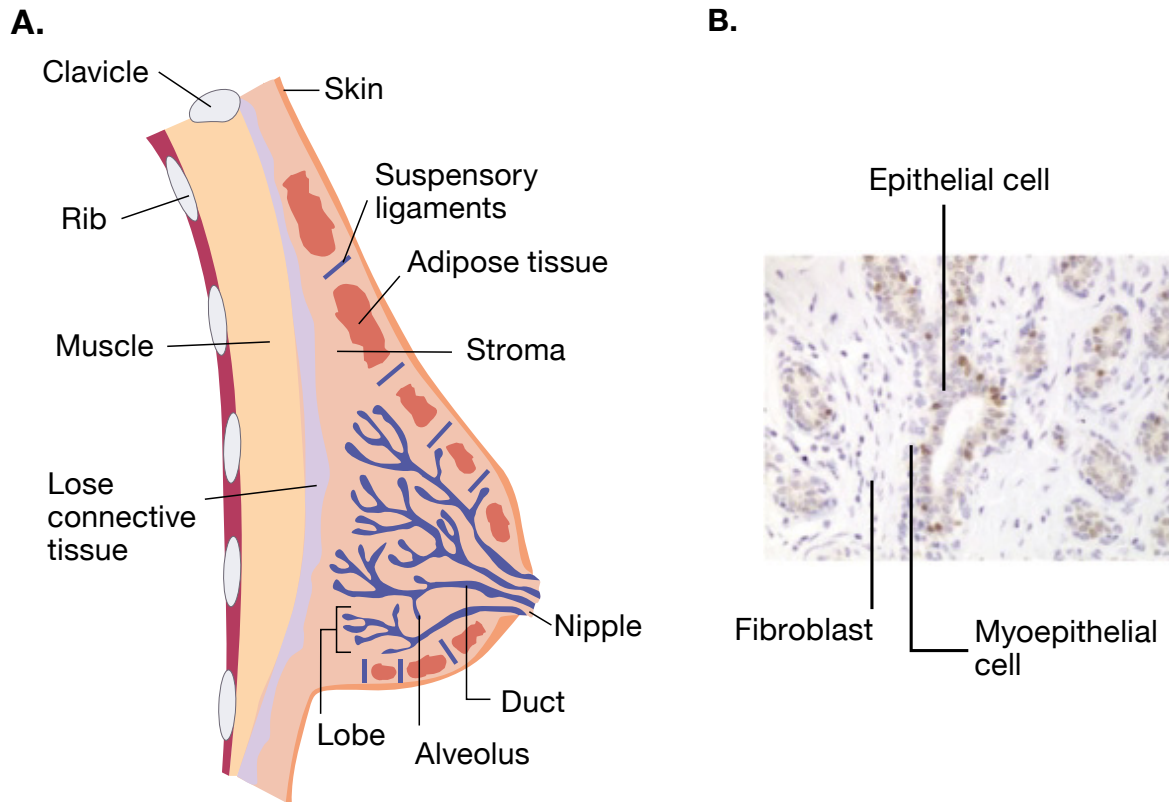 A.
Clavicle
Skin
Suspensory
ligaments
Rib
Adipose tissue
Muscle
Stroma
Lose
connective
tissue
Nipple
Duct
Lobe
Alveolus
B.
Epithelial cell
Fibroblast
Myoepithelial
cell